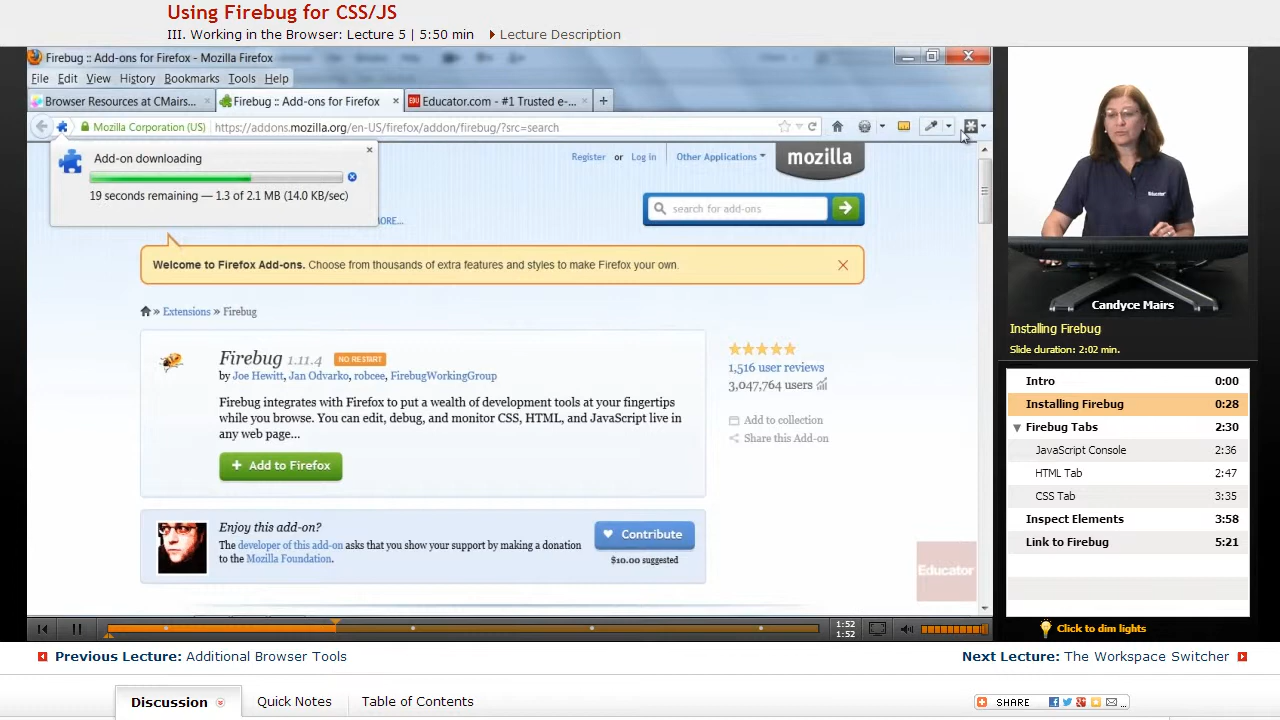 Using Firebug for CSS/JS
III. Working in the Browser: Lecture 5 | 5:50 min
Lecture Description
Firebug :: Add-ons for Firefox - Mozilla Firefox
File Edit View History Bookmarks Tools Help
Browser Resources at CMairs...
Firebug :: Add-ons for Firefox
Educator.com - #1 Trusted e-...
Mozilla Corporation (US)
https://addons.mozilla.org/en-US/firefox/addon/firebug/?src=search
Add-on downloading
19 seconds remaining — 1.3 of 2.1 MB (14.0 KB/sec)
Register or Log in Other Applications
mozilla
search for add-ons
Welcome to Firefox Add-ons. Choose from thousands of extra features and styles to make Firefox your own.
» Extensions » Firebug
Firebug 1.11.4 NO RESTART
by Joe Hewitt, Jan Odvarko, robcee, FirebugWorkingGroup
Firebug integrates with Firefox to put a wealth of development tools at your fingertips
while you browse. You can edit, debug, and monitor CSS, HTML, and JavaScript live in
any web page...
+ Add to Firefox
1,516 user reviews
3,047,764 users
Add to collection
Share this Add-on
Enjoy this add-on?
The developer of this add-on asks that you show your support by making a donation
to the Mozilla Foundation.
Contribute
$10.00 suggested
Educator
Educator
Candyce Mairs
Installing Firebug
Slide duration: 2:02 min.
Intro 0:00
Installing Firebug 0:28
Firebug Tabs 2:30
JavaScript Console 2:36
HTML Tab 2:47
CSS Tab 3:35
Inspect Elements 3:58
Link to Firebug 5:21
Click to dim lights
1:52
1:52
Previous Lecture: Additional Browser Tools
Next Lecture: The Workspace Switcher
Discussion
Quick Notes
Table of Contents
SHARE